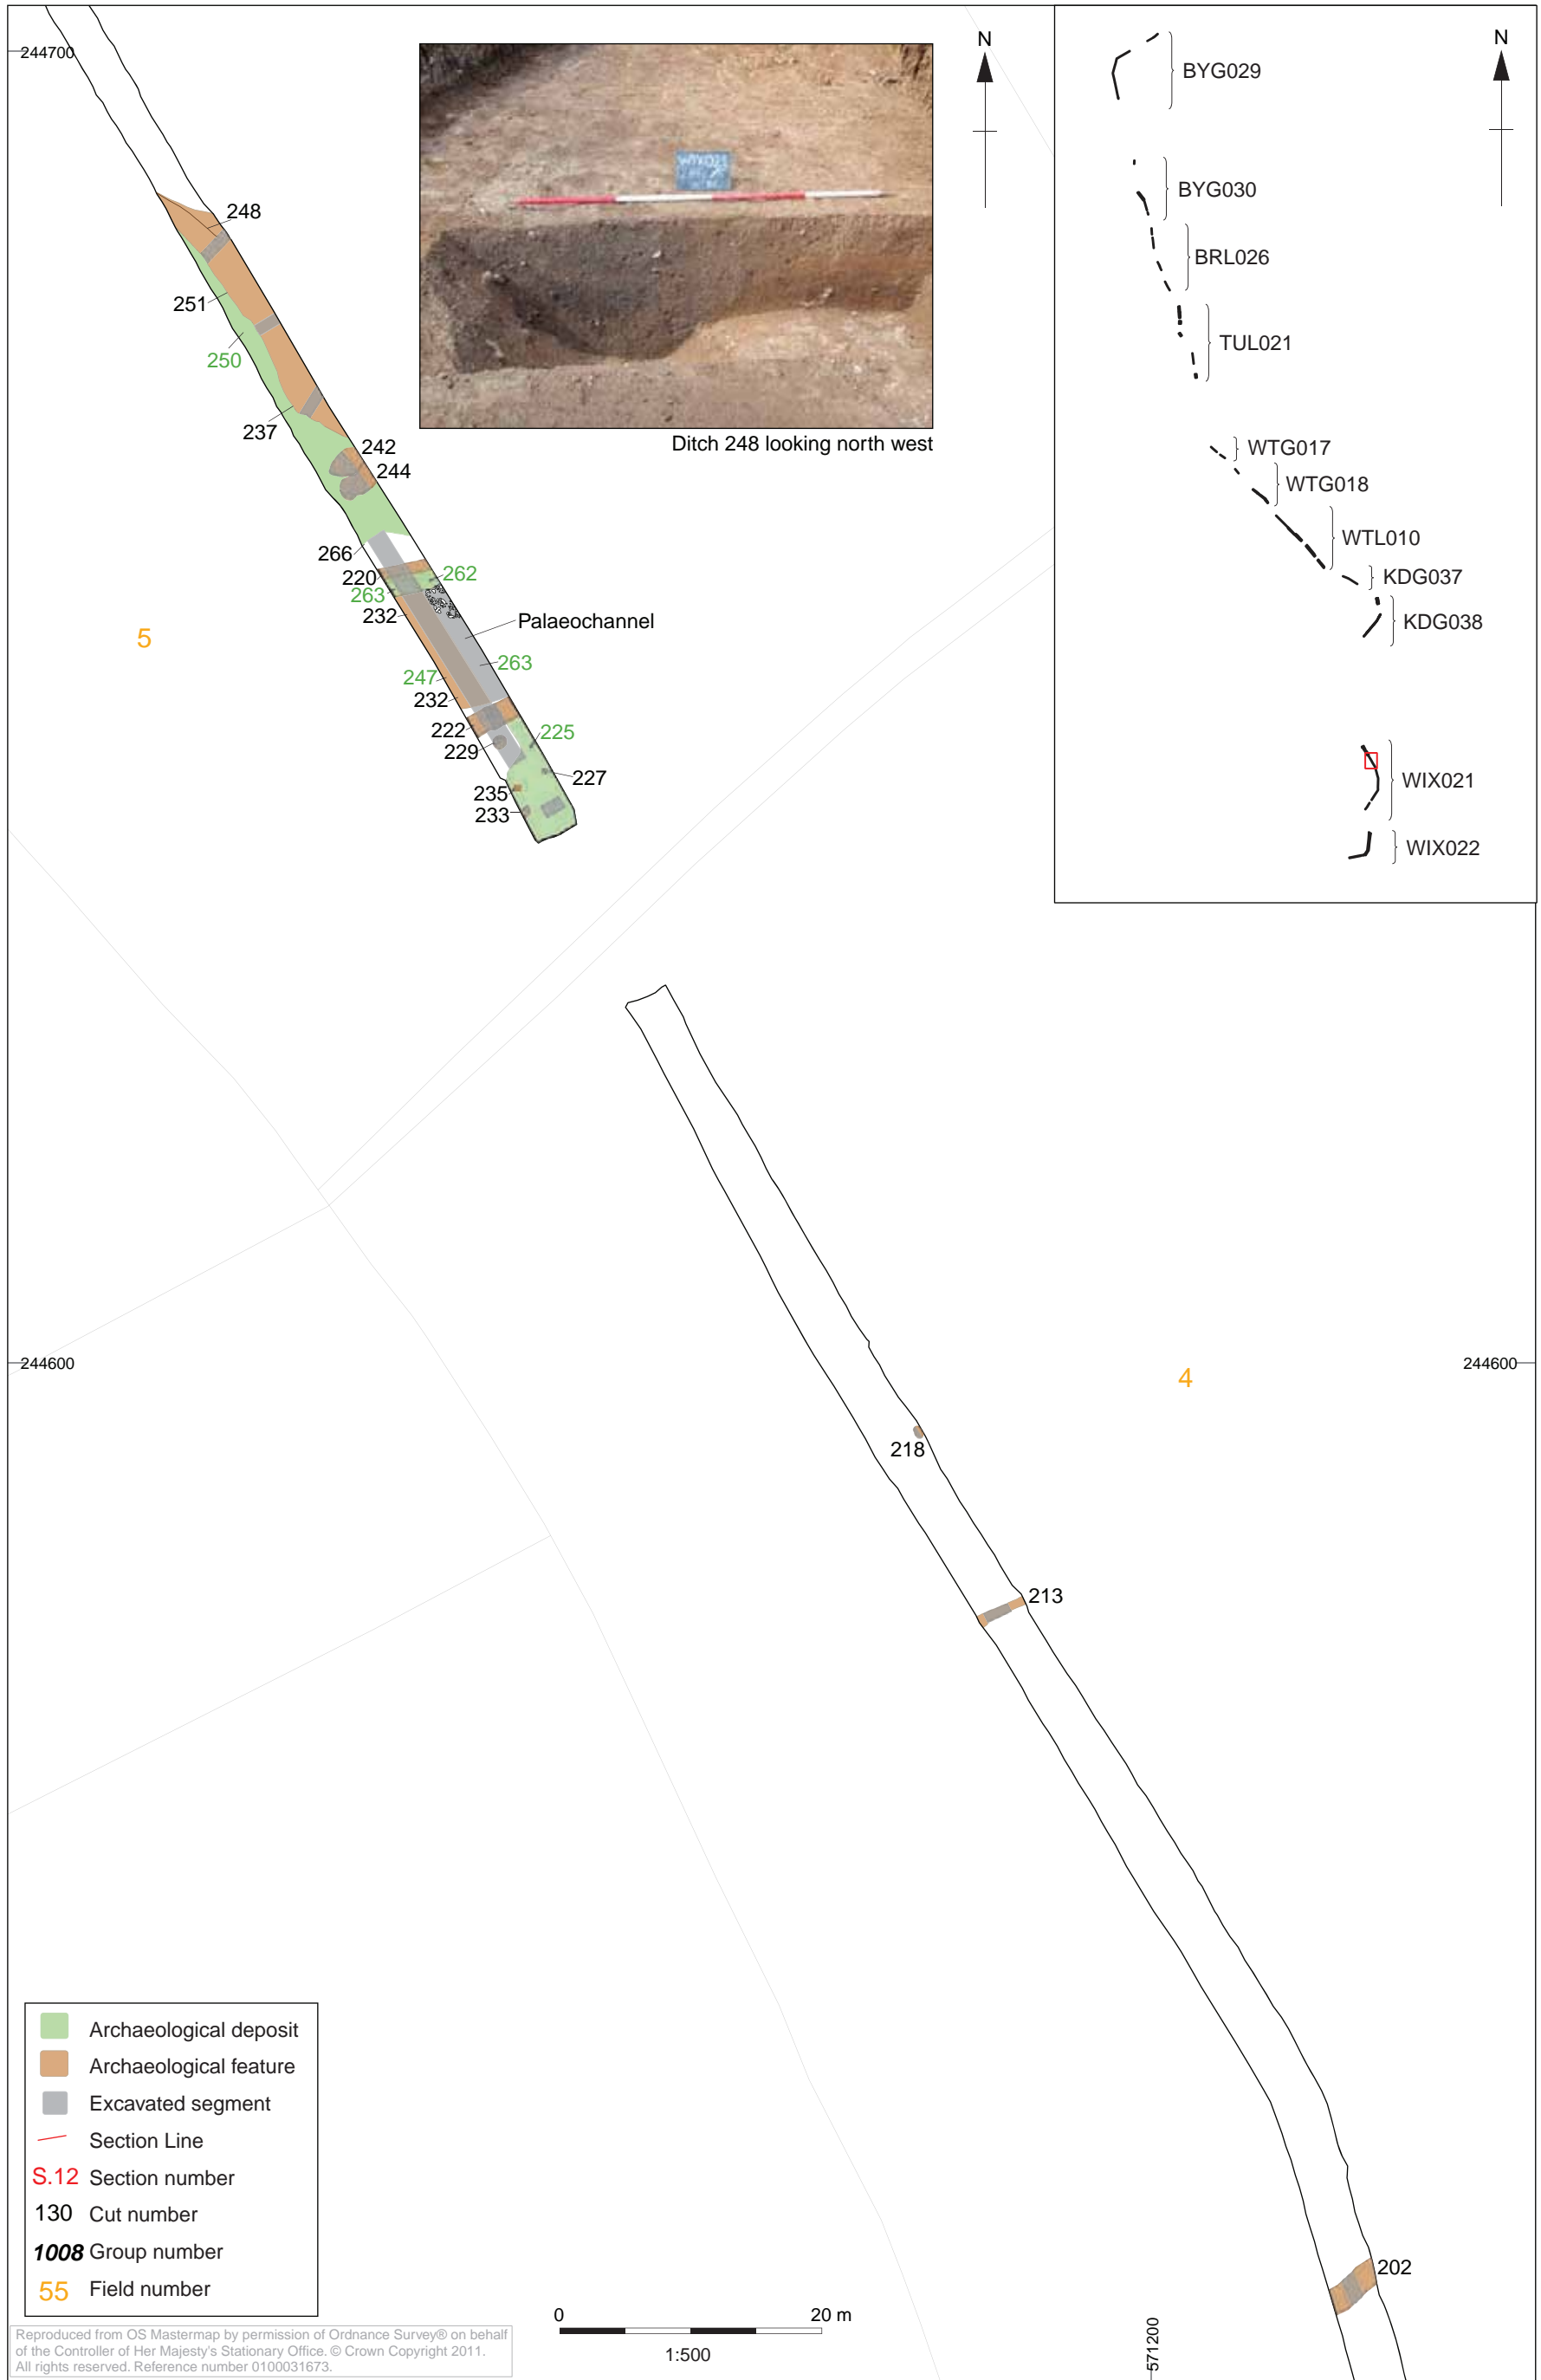 244700
N
N
BYG029
BYG030
BRL026
TUL021
WTG017
WTG018
WTL010
KDG037
KDG038
WIX021
WIX022
WIX021
Ditch 248 looking north west
248
251
250
237
242
244
266
220
262
263
232
Palaeochannel
5
263
247
232
222
225
229
227
235
233
244600
244600
4
218
213
202
Archaeological deposit
Archaeological feature
Excavated segment
Section Line
S.12 Section number
130 Cut number
1008 Group number
55 Field number
0 20 m
1:500
571200
Reproduced from OS Mastermap by permission of Ordnance Survey® on behalf
of the Controller of Her Majesty's Stationary Office. © Crown Copyright 2011.
All rights reserved. Reference number 0100031673.